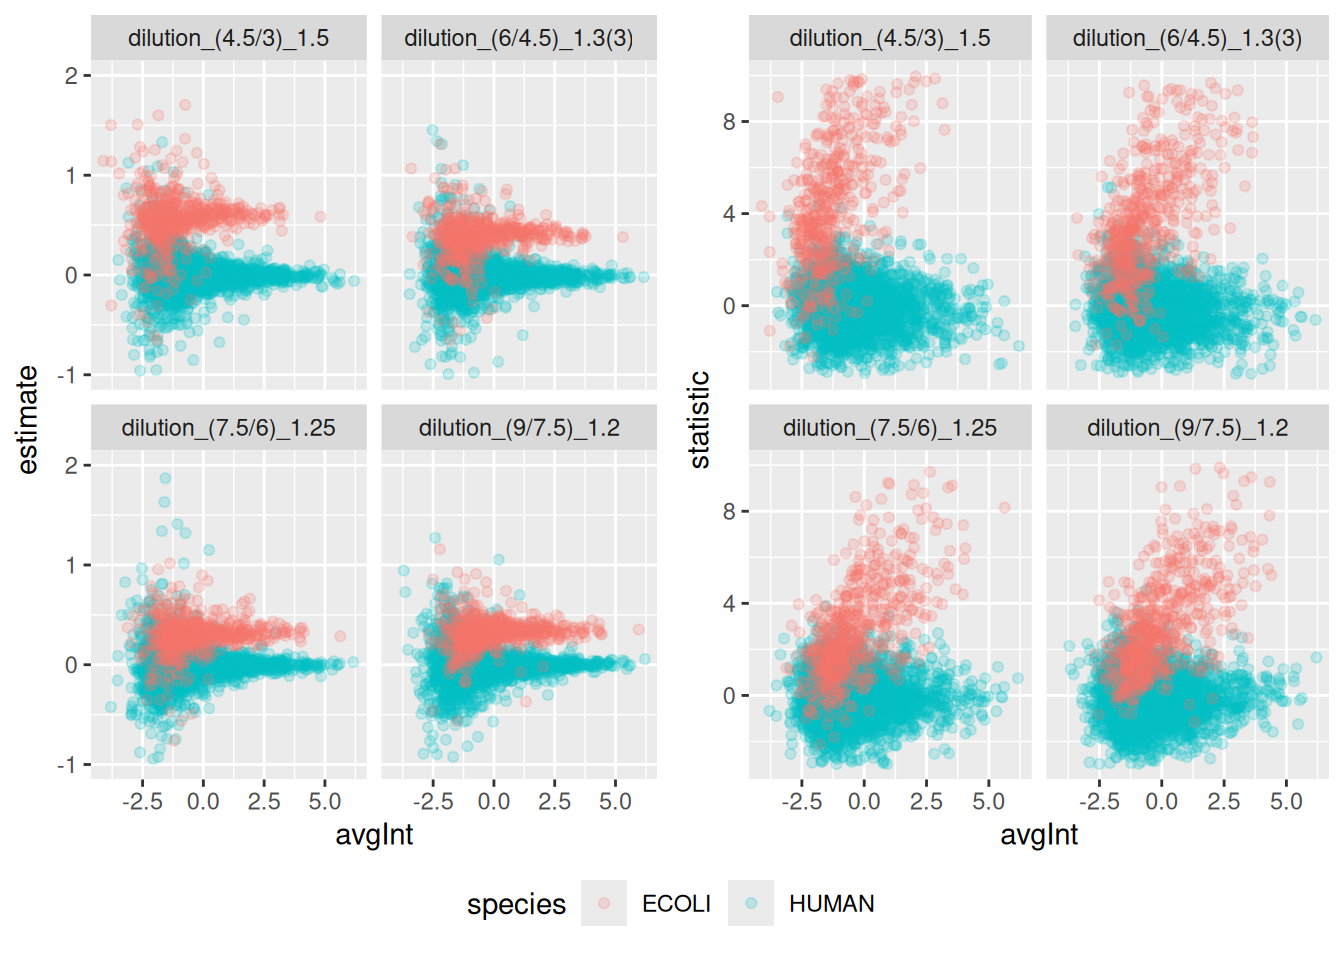 dilution_(4.5/3)_1.5
dilution_(6/4.5)_1.3(3)
2
1
0
-1
dilution_(7.5/6)_1.25
dilution_(9/7.5)_1.2
2
1
0
-1
-2.5 0.0 2.5 5.0
-2.5 0.0 2.5 5.0
estimate
avgInt
dilution_(4.5/3)_1.5
dilution_(6/4.5)_1.3(3)
8
4
0
dilution_(7.5/6)_1.25
dilution_(9/7.5)_1.2
8
4
0
-2.5 0.0 2.5 5.0
-2.5 0.0 2.5 5.0
statistic
avgInt
species ECOLI HUMAN